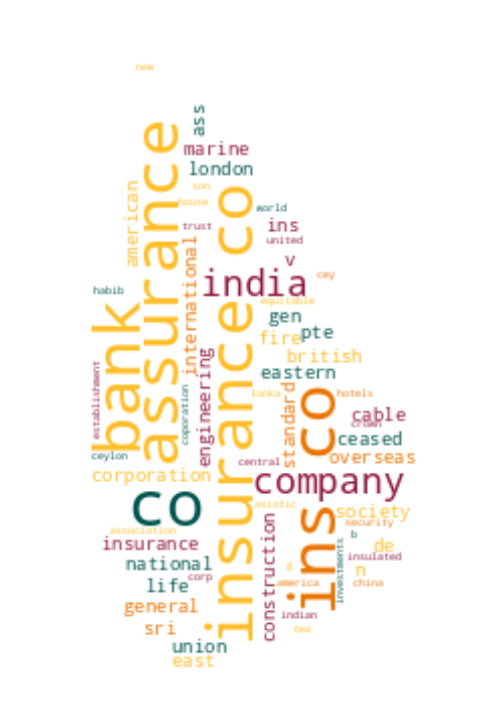 new
ass
assurance
marine
london
american
son
house
insurance co
world
trust
ins
united
international
v
india
cey
habib
equitable
bank
gen
pte
fire
british
engineering
eastern
establishment
coporation
standard
lanka
ins co
hotels
cable
crown
ceased
ceylon
central
overseas
corporation
company
co
asiatic
society
construction
security
association
insurance
b
de
investments
insulated
national
n
corp
life
america
china
general
indian
sri
tea
union
east